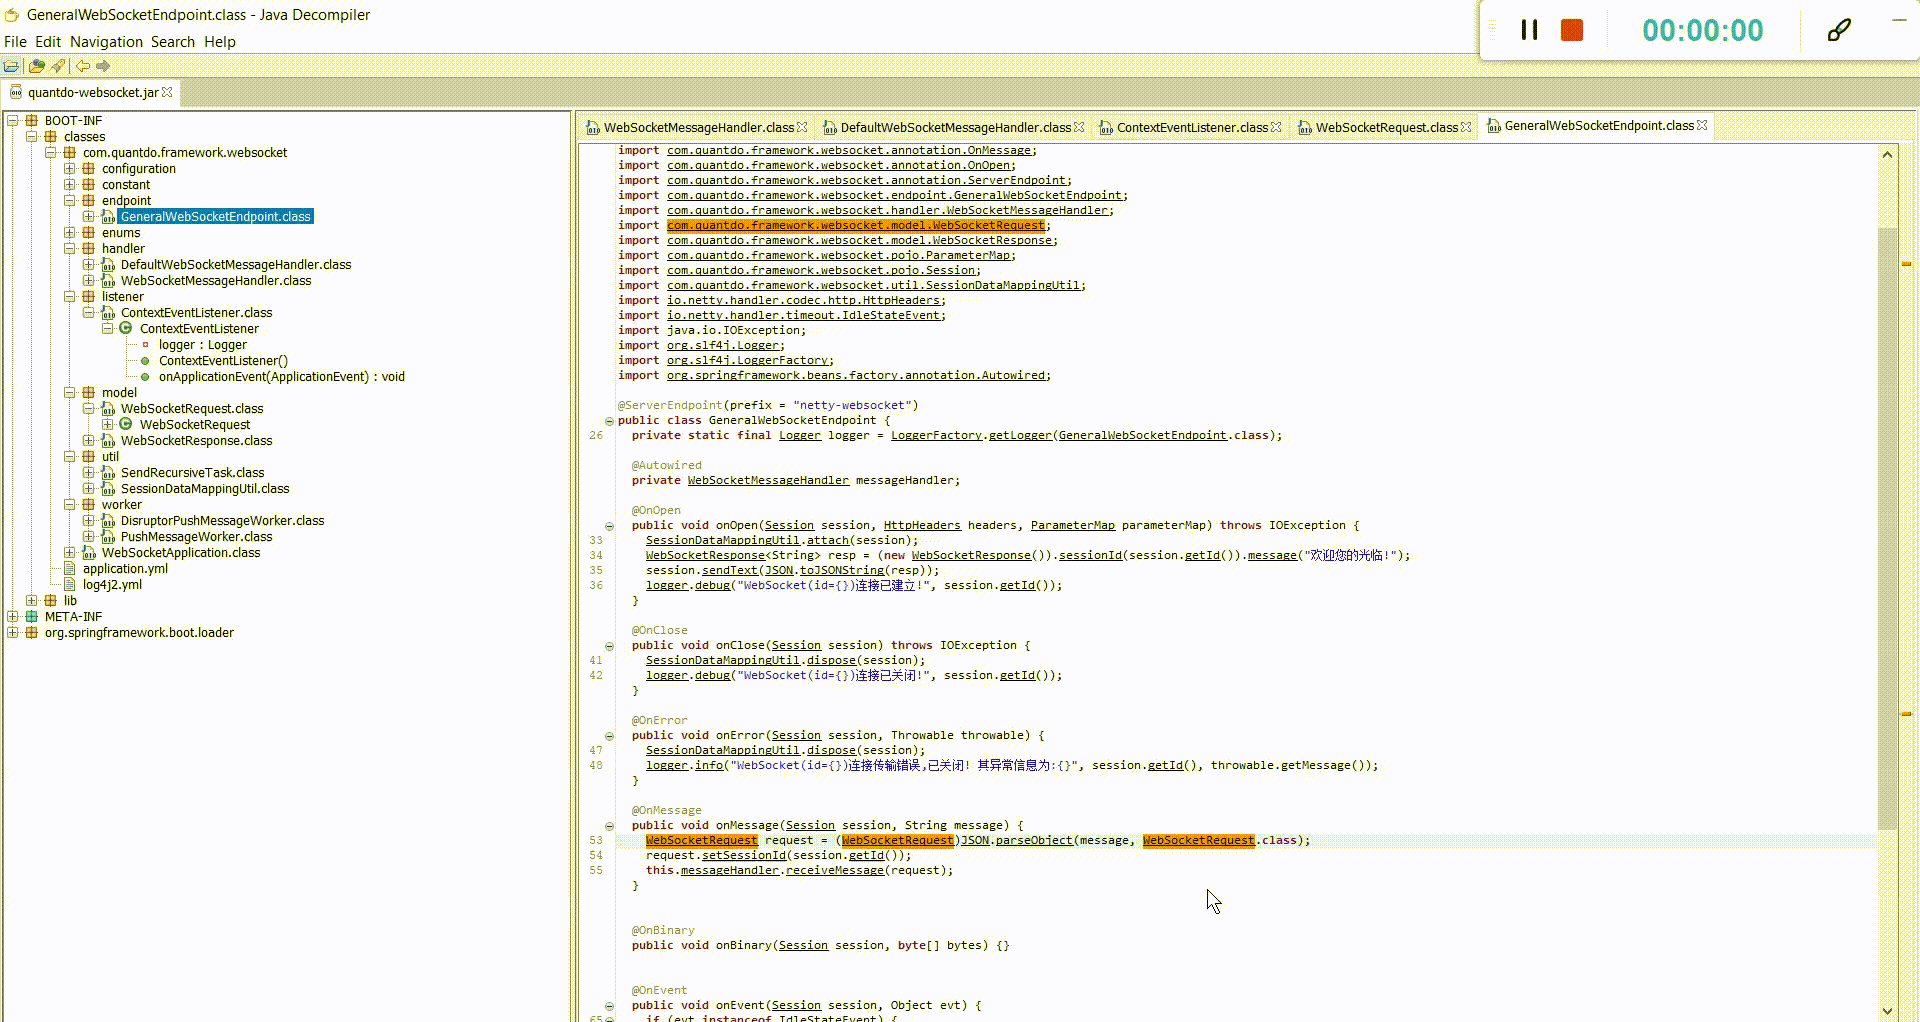 GeneralWebSocketEndpoint.class - Java Decompiler
File Edit Navigation Search Help
00:00:00
quantdo-websocket.jar
BOOT-INF
classes
com.quantdo.framework.websocket
configuration
constant
endpoint
GeneralWebSocketEndpoint.class
enums
handler
DefaultWebSocketMessageHandler.class
WebSocketMessageHandler.class
listener
ContextEventListener.class
ContextEventListener
logger : Logger
ContextEventListener()
onApplicationEvent(ApplicationEvent) : void
model
WebSocketRequest.class
WebSocketRequest
WebSocketResponse.class
util
SendRecursiveTask.class
SessionDataMappingUtil.class
worker
DisruptorPushMessageWorker.class
PushMessageWorker.class
WebSocketApplication.class
application.yml
log4j2.yml
lib
META-INF
org.springframework.boot.loader
WebSocketMessageHandler.class DefaultWebSocketMessageHandler.class ContextEventListener.class WebSocketRequest.class GeneralWebSocketEndpoint.class
import com.quantdo.framework.websocket.annotation.OnMessage;
import com.quantdo.framework.websocket.annotation.OnOpen;
import com.quantdo.framework.websocket.annotation.ServerEndpoint;
import com.quantdo.framework.websocket.endpoint.GeneralWebSocketEndpoint;
import com.quantdo.framework.websocket.handler.WebSocketMessageHandler;
import com.quantdo.framework.websocket.model.WebSocketRequest;
import com.quantdo.framework.websocket.model.WebSocketResponse;
import com.quantdo.framework.websocket.pojo.ParameterMap;
import com.quantdo.framework.websocket.pojo.Session;
import com.quantdo.framework.websocket.util.SessionDataMappingUtil;
import io.netty.handler.codec.http.HttpHeaders;
import io.netty.handler.timeout.IdleStateEvent;
import java.io.IOException;
import org.slf4j.Logger;
import org.slf4j.LoggerFactory;
import org.springframework.beans.factory.annotation.Autowired;
@ServerEndpoint(prefix = "netty-websocket")
public class GeneralWebSocketEndpoint {
26 private static final Logger logger = LoggerFactory.getLogger(GeneralWebSocketEndpoint.class);
@Autowired
private WebSocketMessageHandler messageHandler;
@OnOpen
public void onOpen(Session session, HttpHeaders headers, ParameterMap parameterMap) throws IOException {
33 SessionDataMappingUtil.attach(session);
34 WebSocketResponse<String> resp = (new WebSocketResponse()).sessionId(session.getId()).message("欢迎您的光临!");
35 session.sendText(JSON.toJSONString(resp));
36 logger.debug("WebSocket(id={})连接已建立!", session.getId());
}
@OnClose
public void onClose(Session session) throws IOException {
41 SessionDataMappingUtil.dispose(session);
42 logger.debug("WebSocket(id={})连接已关闭!", session.getId());
}
@OnError
public void onError(Session session, Throwable throwable) {
47 SessionDataMappingUtil.dispose(session);
48 logger.info("WebSocket(id={})连接传输错误,已关闭! 其异常信息为:{}", session.getId(), throwable.getMessage());
}
@OnMessage
public void onMessage(Session session, String message) {
53 WebSocketRequest request = (WebSocketRequest)JSON.parseObject(message, WebSocketRequest.class);
54 request.setSessionId(session.getId());
55 this.messageHandler.receiveMessage(request);
}
@OnBinary
public void onBinary(Session session, byte[] bytes) {}
@OnEvent
public void onEvent(Session session, Object evt) {
65 if (evt instanceof IdleStateEvent) {